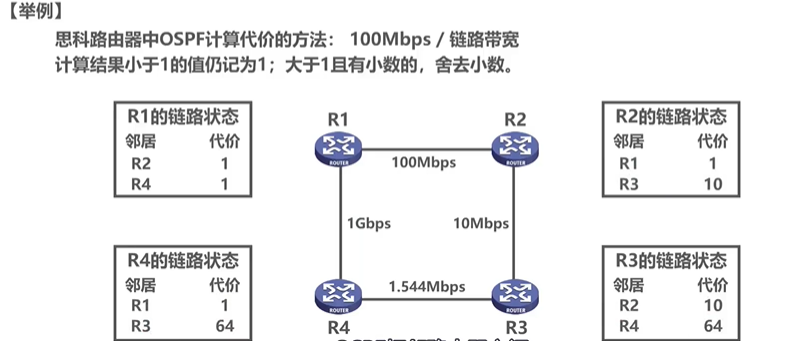 【举例】
思科路由器中OSPF计算代价的方法： 100Mbps / 链路带宽
计算结果小于1的值仍记为1；大于1且有小数的，舍去小数。
R1的链路状态
邻居 代价
R2 1
R4 1
R1
R2
ROUTER
ROUTER
100Mbps
R2的链路状态
邻居 代价
R1 1
R3 10
1Gbps
10Mbps
R4的链路状态
邻居 代价
R1 1
R3 64
1.544Mbps
ROUTER
ROUTER
R4
R3
R3的链路状态
邻居 代价
R2 10
R4 64